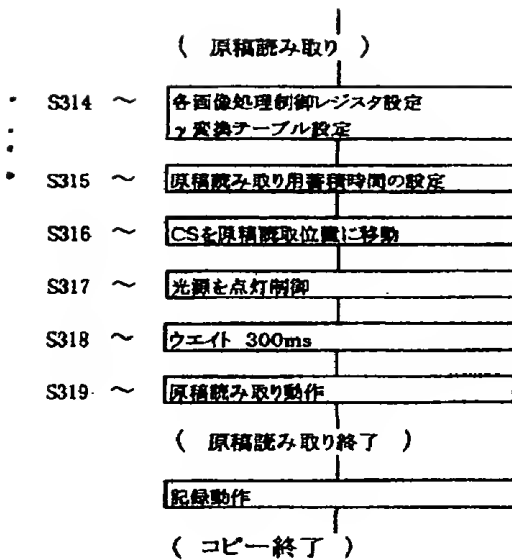 ( 原稿読み取り )
S314 ～ 各画像処理制御レジスタ設定
γ変換テーブル設定
S315 ～ 原稿読み取り用蓄積時間の設定
S316 ～ CSを原稿読取位置に移動
S317 ～ 光源を点灯制御
S318 ～ ウエイト 300ms
S319 ～ 原稿読み取り動作
( 原稿読み取り終了 )
記録動作
( コピー終了 )